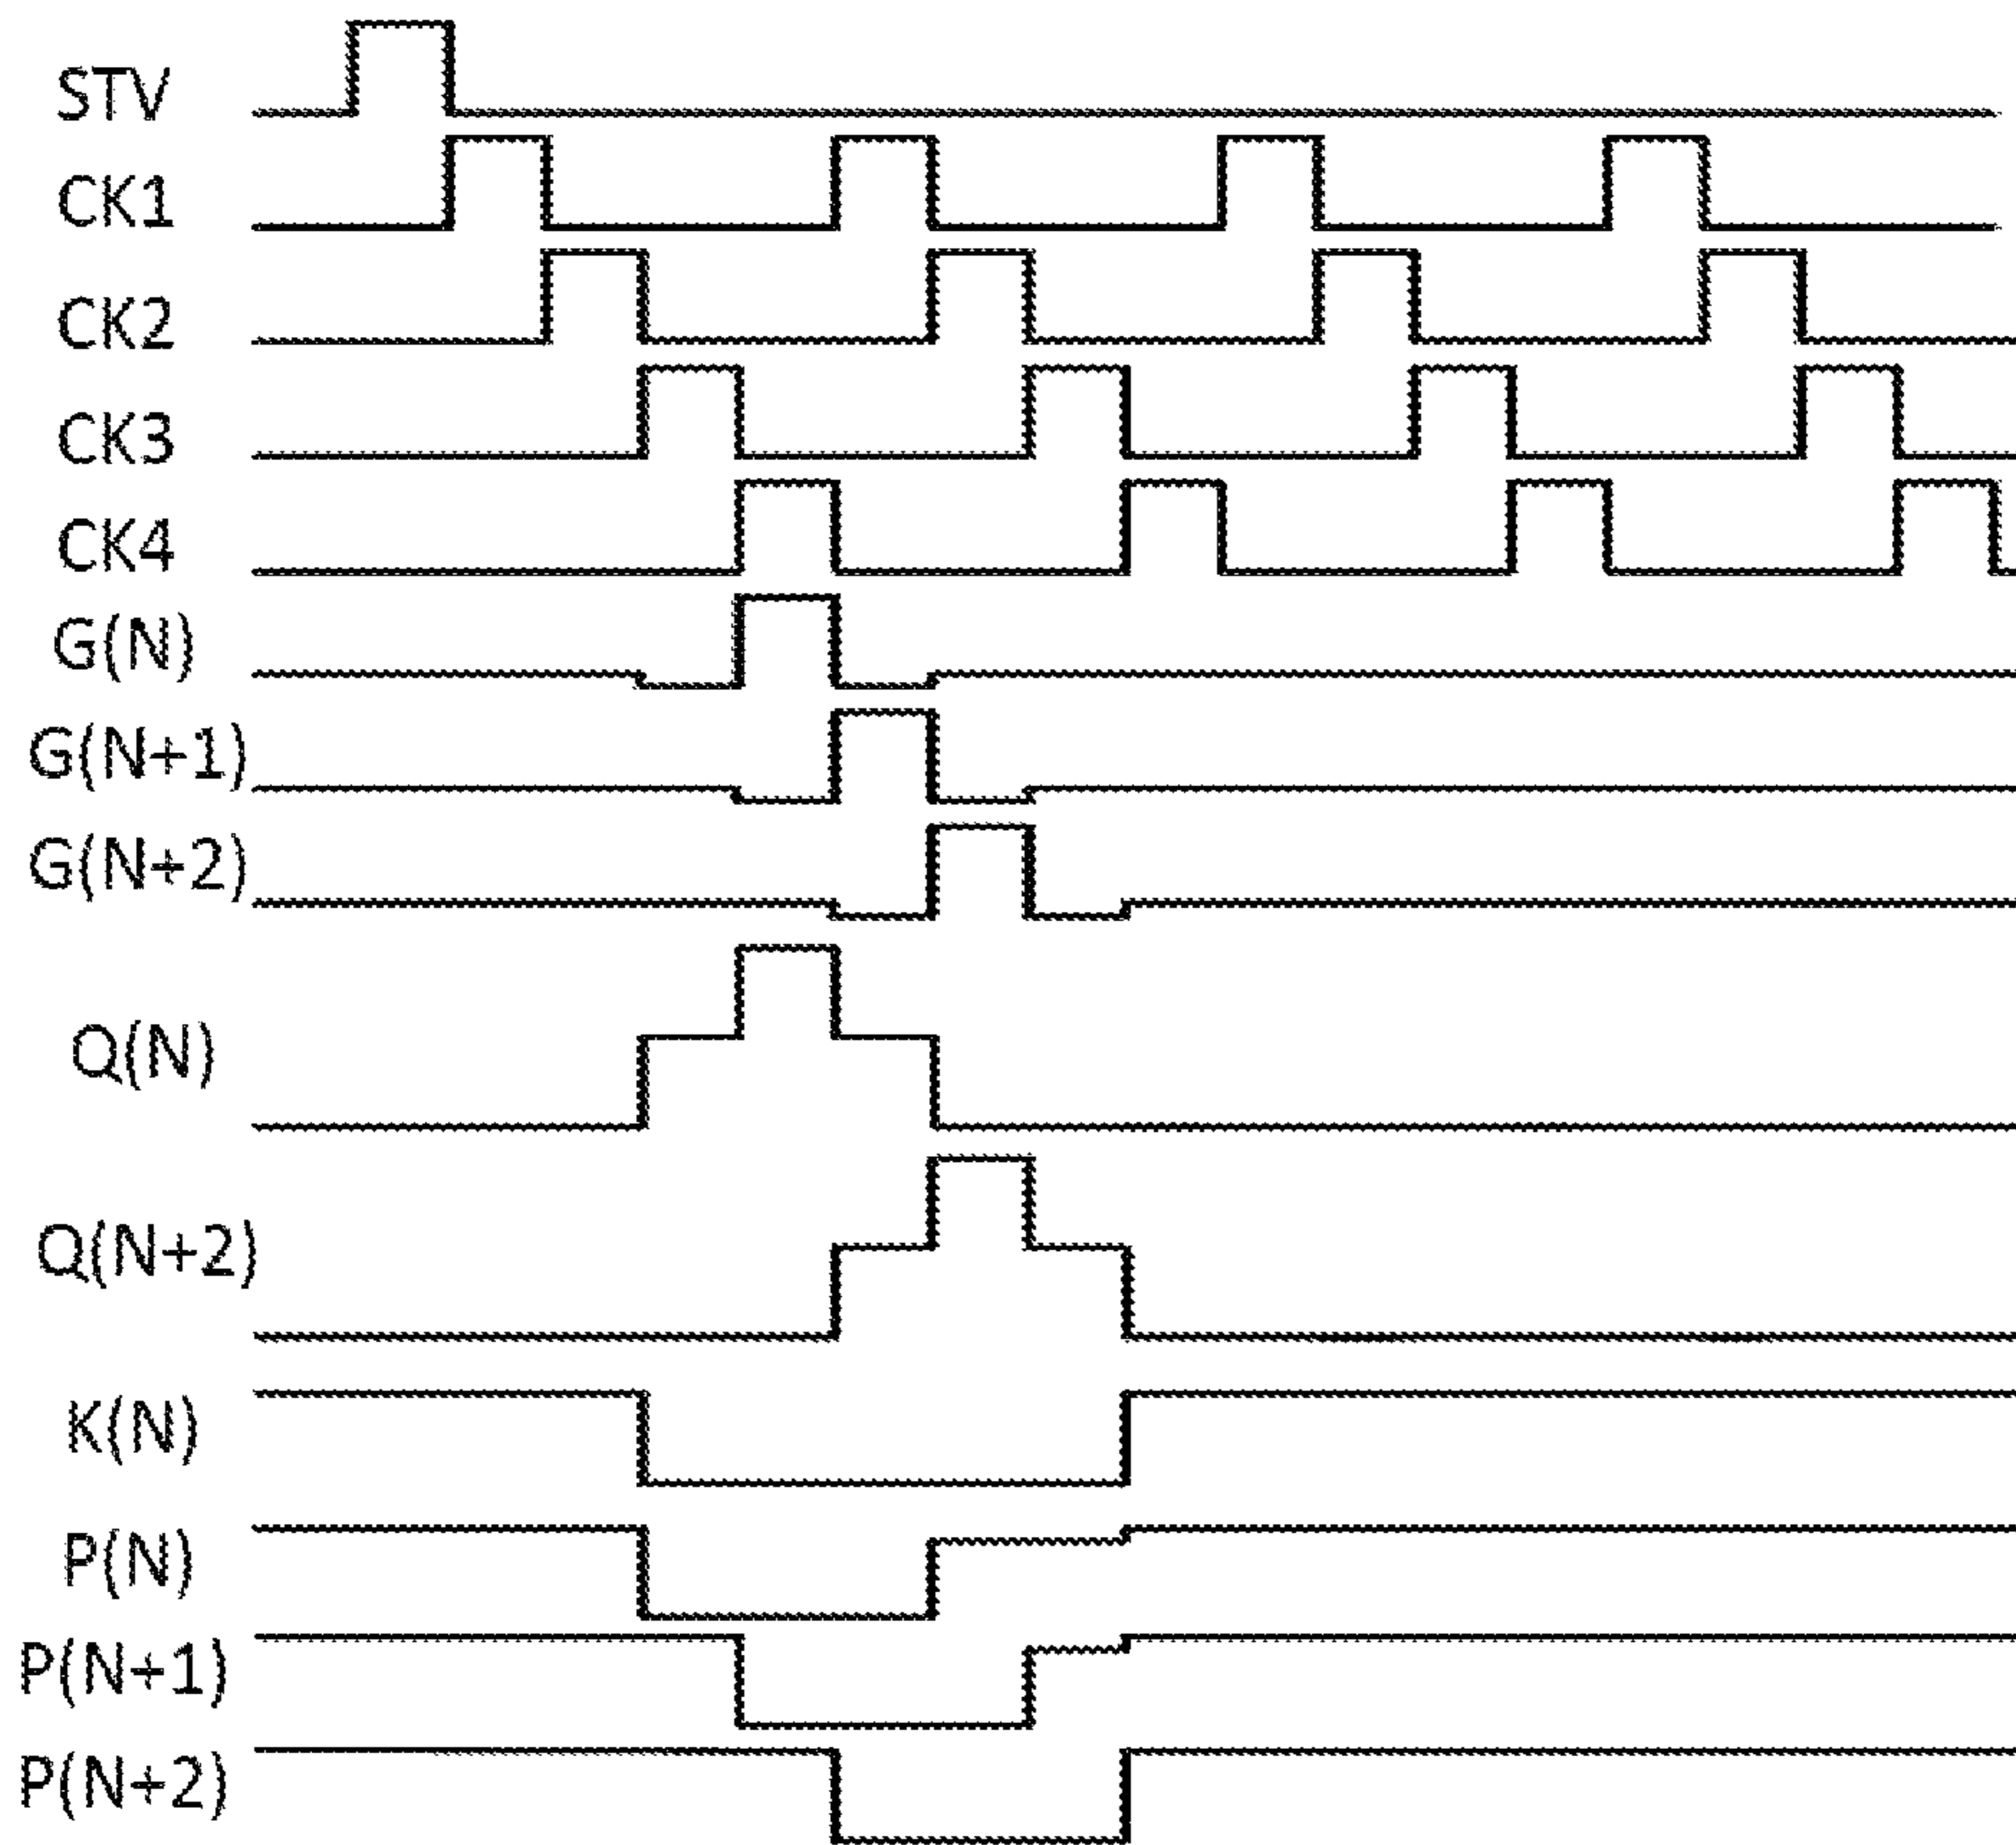 STV
CK1
CK2
CK3
CK4
G(N)
G(N+1)
G(N+2)
Q(N)
Q(N+2)
K(N)
P(N)
P(N+1)
P(N+2)